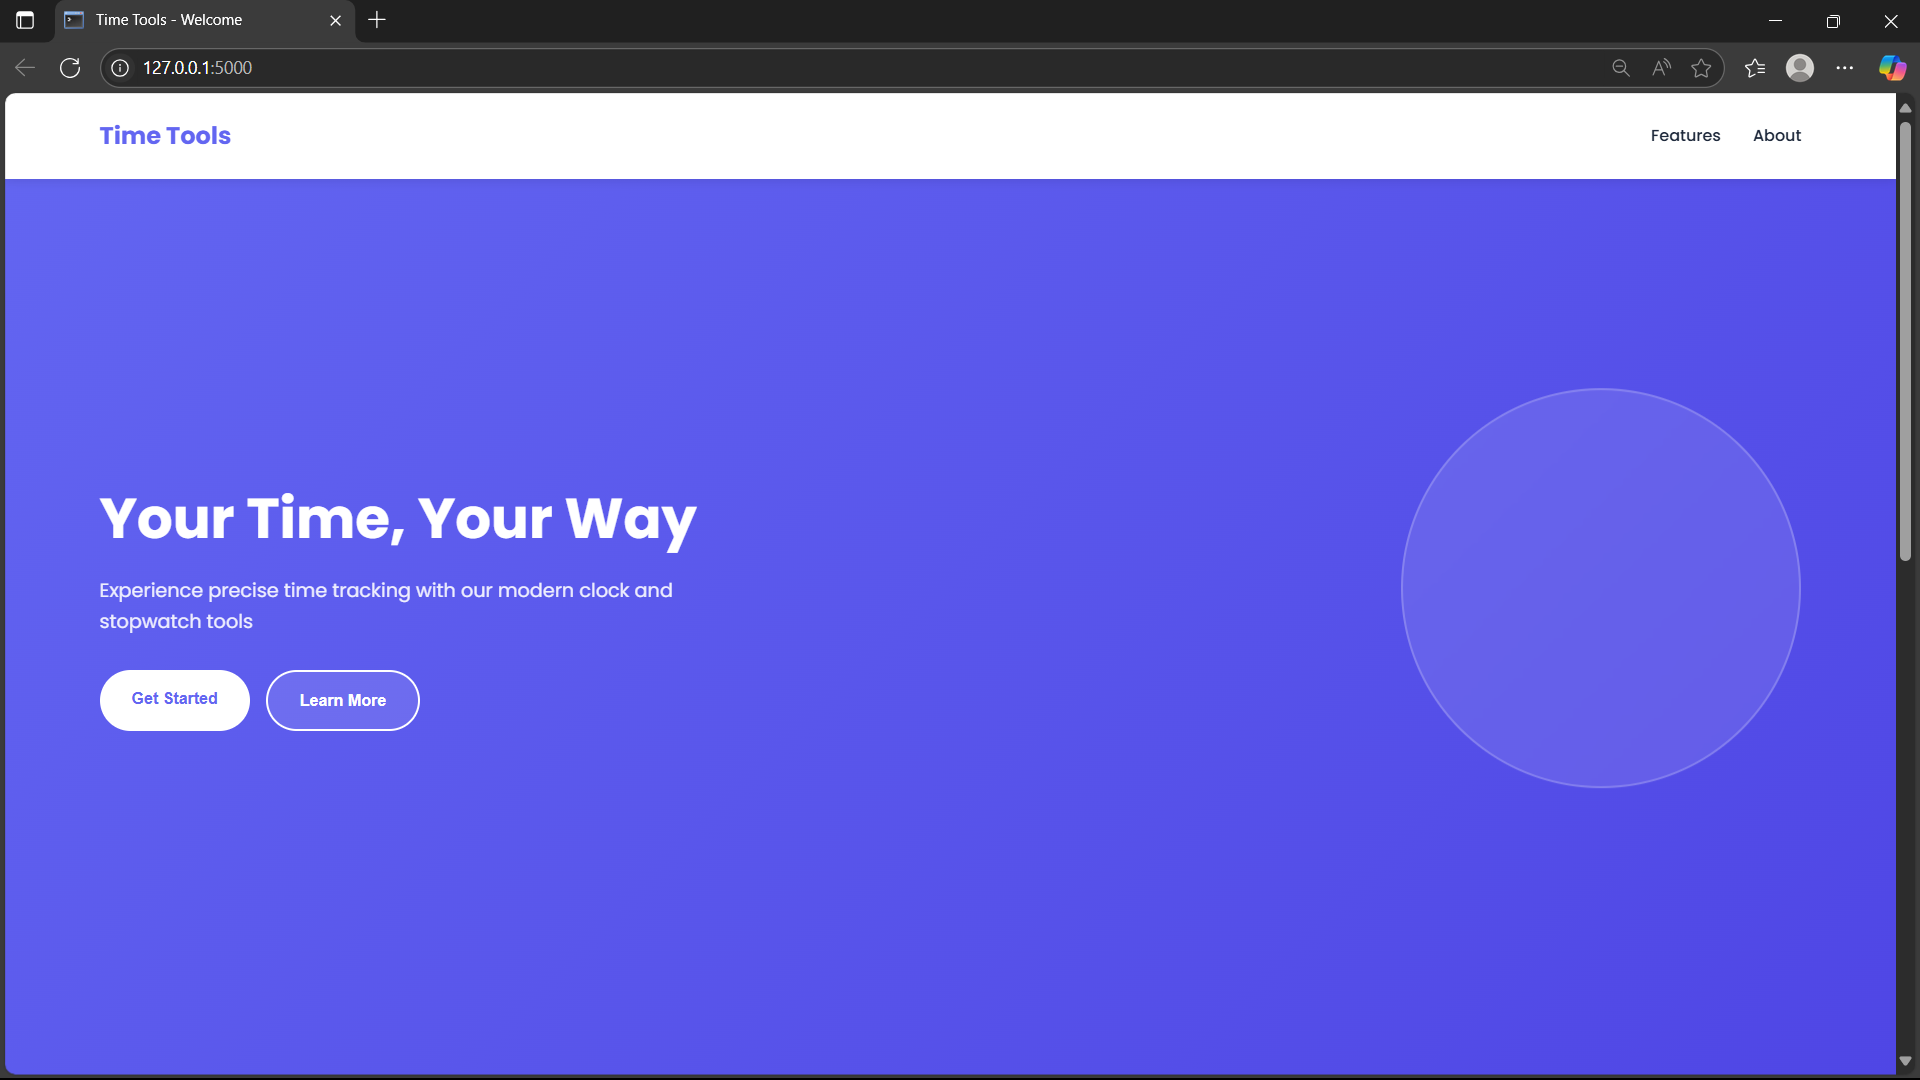 Time Tools - Welcome
127.0.0.1:5000
Time Tools
Features
About
Your Time, Your Way
Experience precise time tracking with our modern clock and
stopwatch tools
Get Started
Learn More